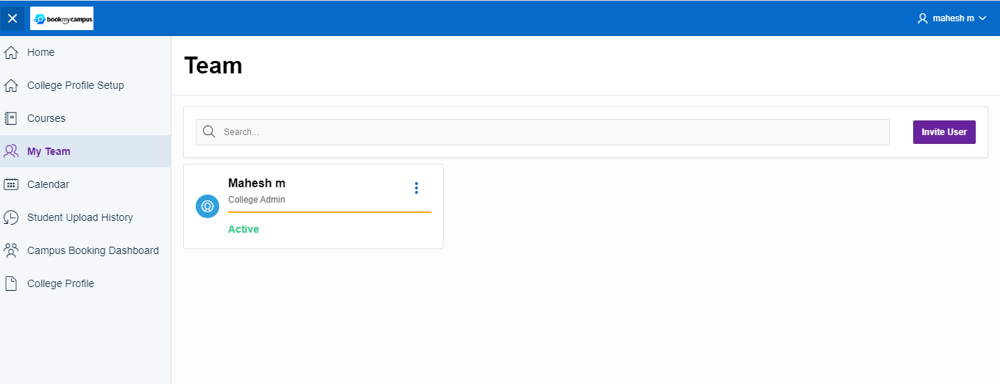 bookmycampus
mahesh m
Home
College Profile Setup
Courses
My Team
Calendar
Student Upload History
Campus Booking Dashboard
College Profile
Team
Search...
Invite User
Mahesh m
College Admin
Active